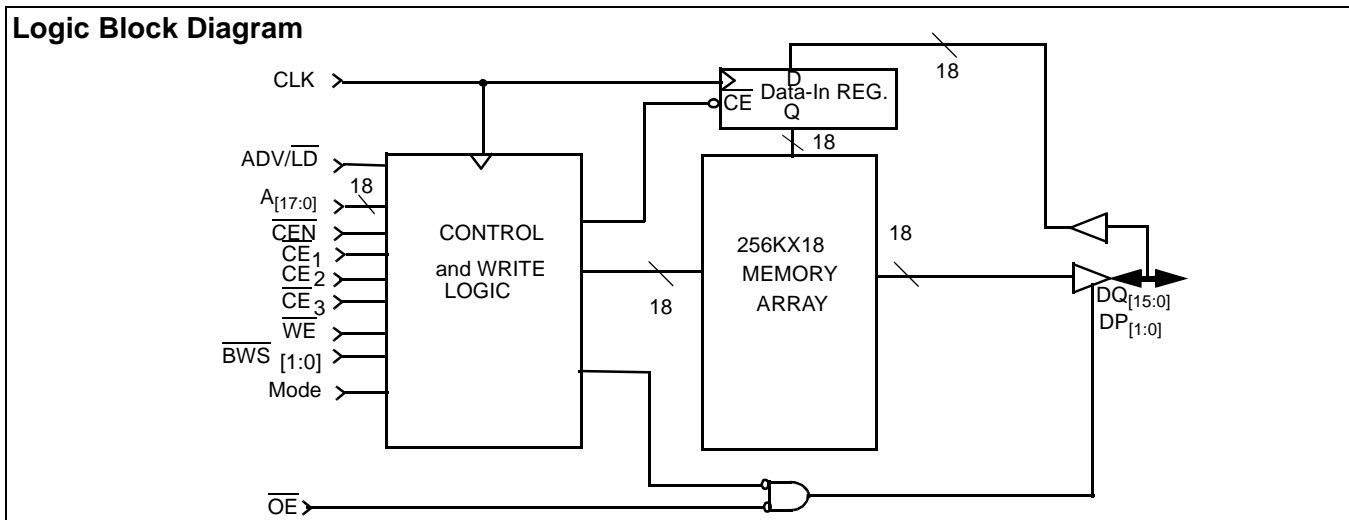 Logic Block Diagram
CLK
18
D
CE Data-In REG.
Q
18
ADV/LD
18
A[17:0]
CEN
CE1
CE2
CE3
WE
BWS [1:0]
Mode
CONTROL
and WRITE
LOGIC
18
256KX18
MEMORY
ARRAY
18
DQ[15:0]
DP[1:0]
OE